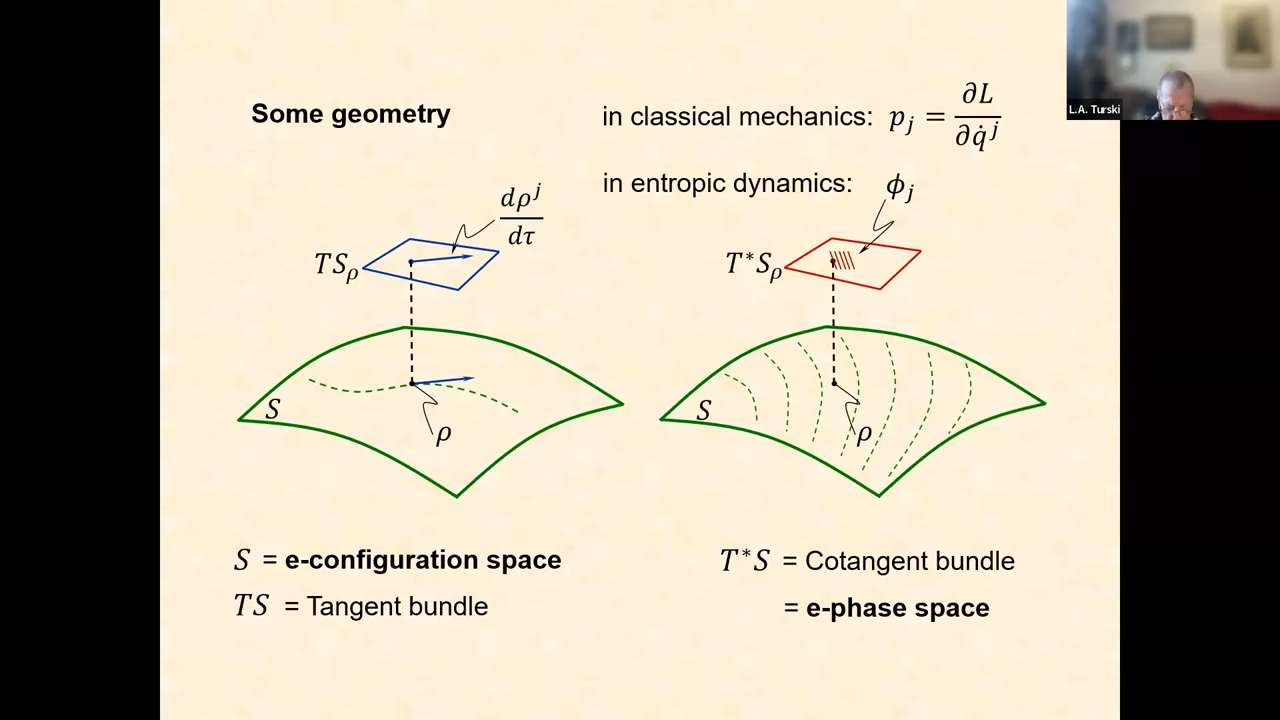 Some geometry
in classical mechanics: p_j = ∂L/∂q̇^j
L.A. Turski
in entropic dynamics: ϕ_j
dρ^j/dτ
TS_ρ
T*S_ρ
S
ρ
S
ρ
S = e-configuration space
TS = Tangent bundle
T*S = Cotangent bundle
= e-phase space